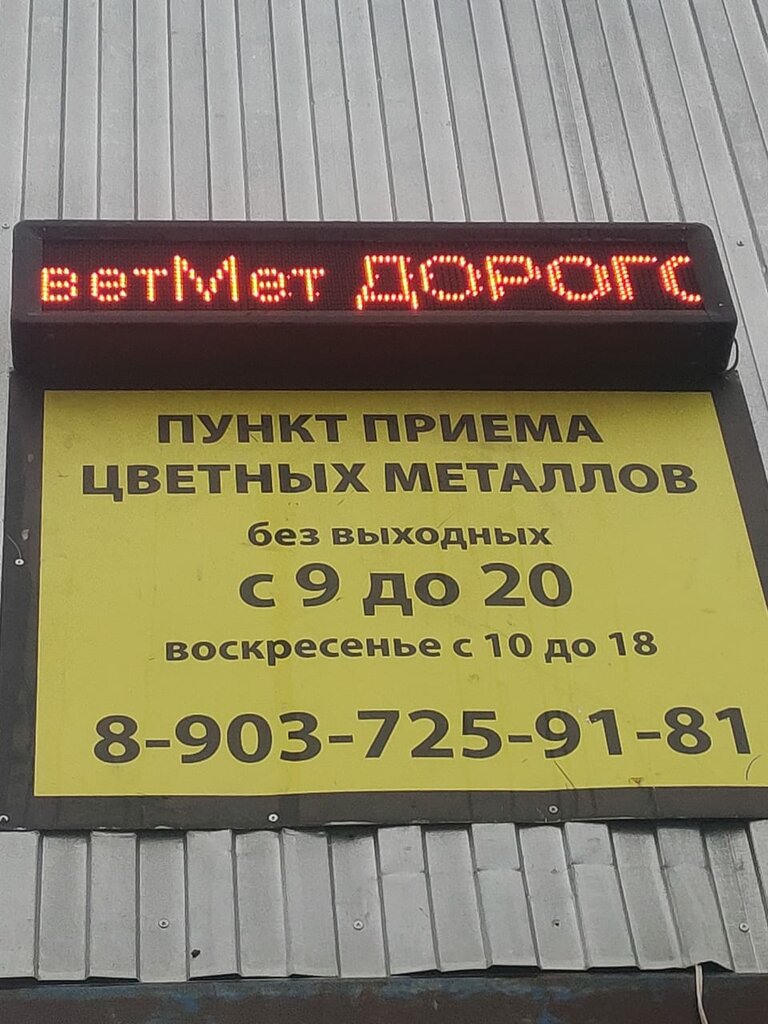 ветМет ДОРОГО
ПУНКТ ПРИЕМА
ЦВЕТНЫХ МЕТАЛЛОВ
без выходных
с 9 до 20
воскресенье с 10 до 18
8-903-725-91-81